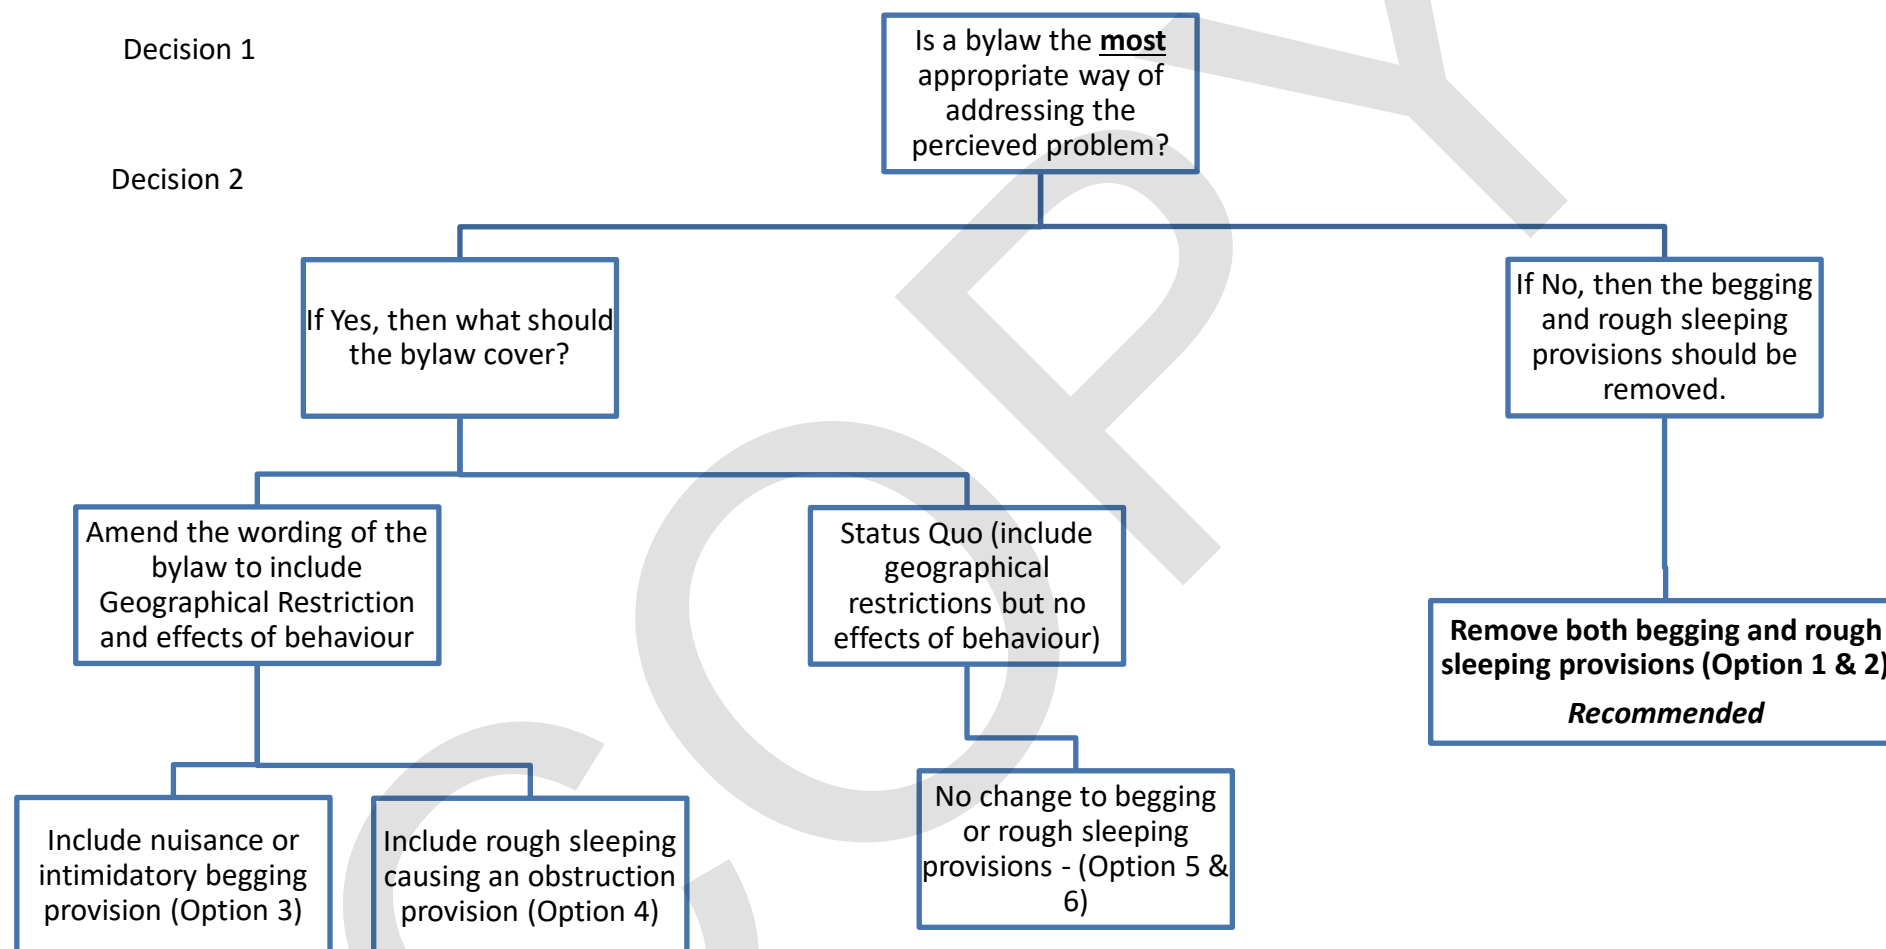 Decision 1
Is a bylaw the most
appropriate way of
addressing the
percieved problem?
Decision 2
If Yes, then what should
the bylaw cover?
If No, then the begging
and rough sleeping
provisions should be
removed.
Amend the wording of the
bylaw to include
Geographical Restriction
and effects of behaviour
Status Quo (include
geographical
restrictions but no
effects of behaviour)
Remove both begging and rough
sleeping provisions (Option 1 & 2)
Recommended
Include nuisance or
intimidatory begging
provision (Option 3)
Include rough sleeping
causing an obstruction
provision (Option 4)
No change to begging
or rough sleeping
provisions - (Option 5 &
6)
COPY